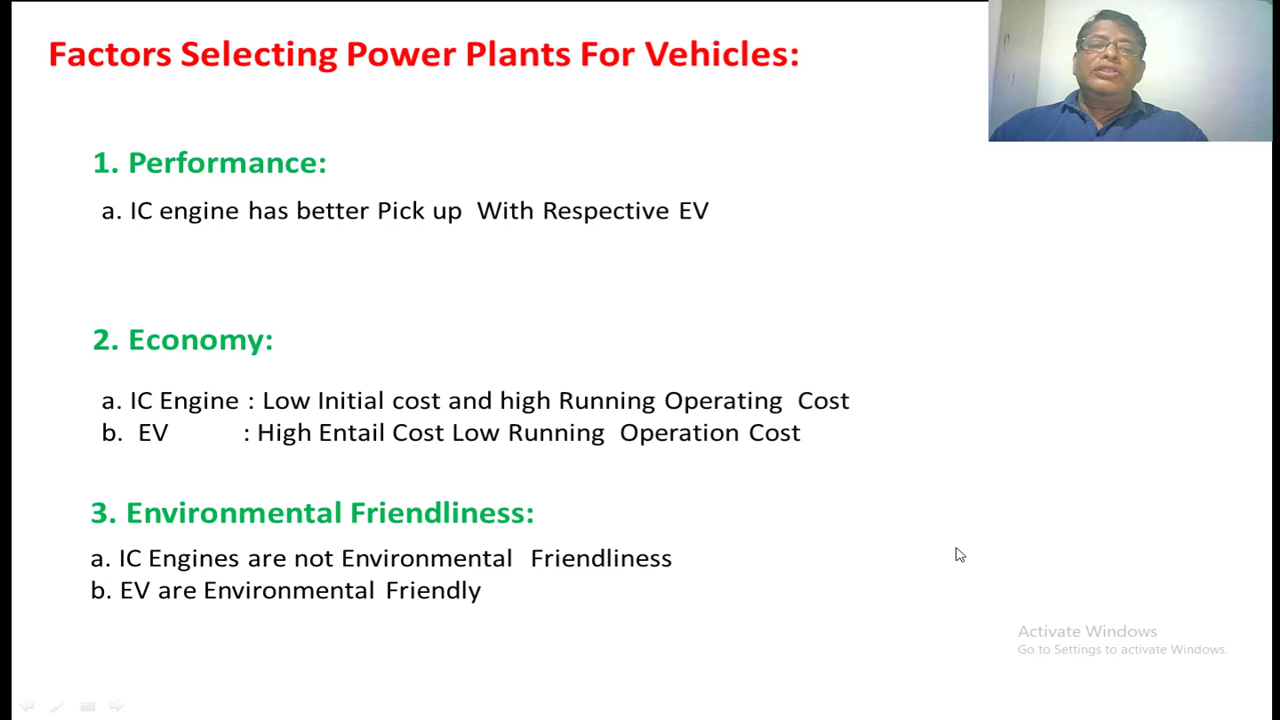 Factors Selecting Power Plants For Vehicles:
1. Performance:
a. IC engine has better Pick up With Respective EV
2. Economy:
a. IC Engine : Low Initial cost and high Running Operating Cost
b. EV : High Entail Cost Low Running Operation Cost
3. Environmental Friendliness:
a. IC Engines are not Environmental Friendliness
b. EV are Environmental Friendly
Activate Windows
Go to Settings to activate Windows.